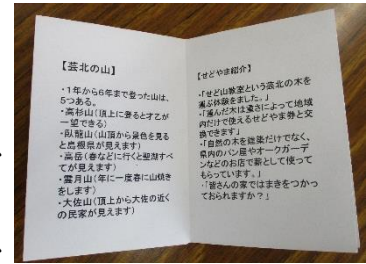 【芸北の山】
・1年から6年まで登った山は、
5つある。
・高杉山(頂上に登ると才乙が
一望できる)
・臥龍山(山頂から景色を見る
と島根県が見えます)
・高岳(春などに行くと聖湖すべ
てが見えます)
・雲月山(年に一度春に山焼き
をします)
・大佐山(頂上から大佐の近く
の民家が見えます)
【せどやま紹介】
・「せど山教室という芸北の木を
運ぶ体験をました。」
・「運んだ木は重さによって地域
内だけで使えるせどやま券と交
換できます」
・「自然の木を建築だけでなく、
県内のパン屋やオークガーデ
ンなどのお店で薪として使って
もらっています。」
・「皆さんの家ではまきをつかっ
ておられますか?」